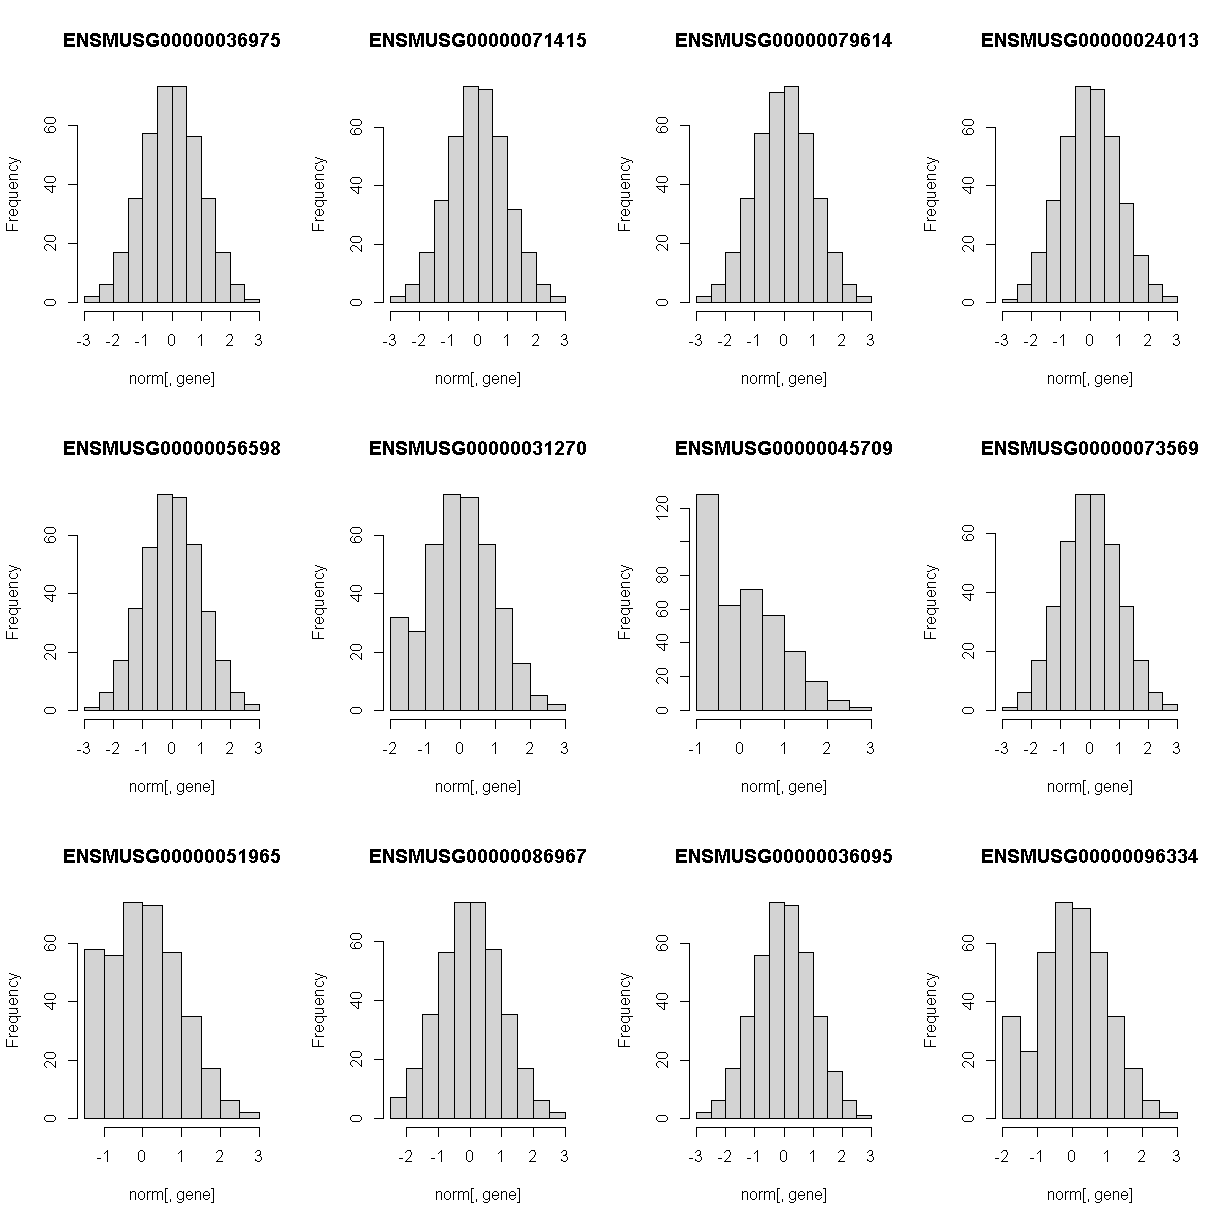 ENSMUSG00000036975 ENSMUSG00000071415 ENSMUSG00000079614 ENSMUSG00000024013
Frequency Frequency Frequency Frequency
0 20 40 60
0 20 40 60
0 20 40 60
0 20 40 60
-3 -2 -1 0 1 2 3
-3 -2 -1 0 1 2 3
-3 -2 -1 0 1 2 3
-3 -2 -1 0 1 2 3
norm[, gene] norm[, gene] norm[, gene] norm[, gene]
ENSMUSG00000056598 ENSMUSG00000031270 ENSMUSG00000045709 ENSMUSG00000073569
Frequency Frequency Frequency Frequency
0 20 40 60
0 20 40 60
0 20 40 60 80 120
0 20 40 60
-3 -2 -1 0 1 2 3
-2 -1 0 1 2 3
-1 0 1 2 3
-3 -2 -1 0 1 2 3
norm[, gene] norm[, gene] norm[, gene] norm[, gene]
ENSMUSG00000051965 ENSMUSG00000086967 ENSMUSG00000036095 ENSMUSG00000096334
Frequency Frequency Frequency Frequency
0 20 40 60
0 20 40 60
0 20 40 60
0 20 40 60
-1 0 1 2 3
-2 -1 0 1 2 3
-3 -2 -1 0 1 2 3
-2 -1 0 1 2 3
norm[, gene] norm[, gene] norm[, gene] norm[, gene]